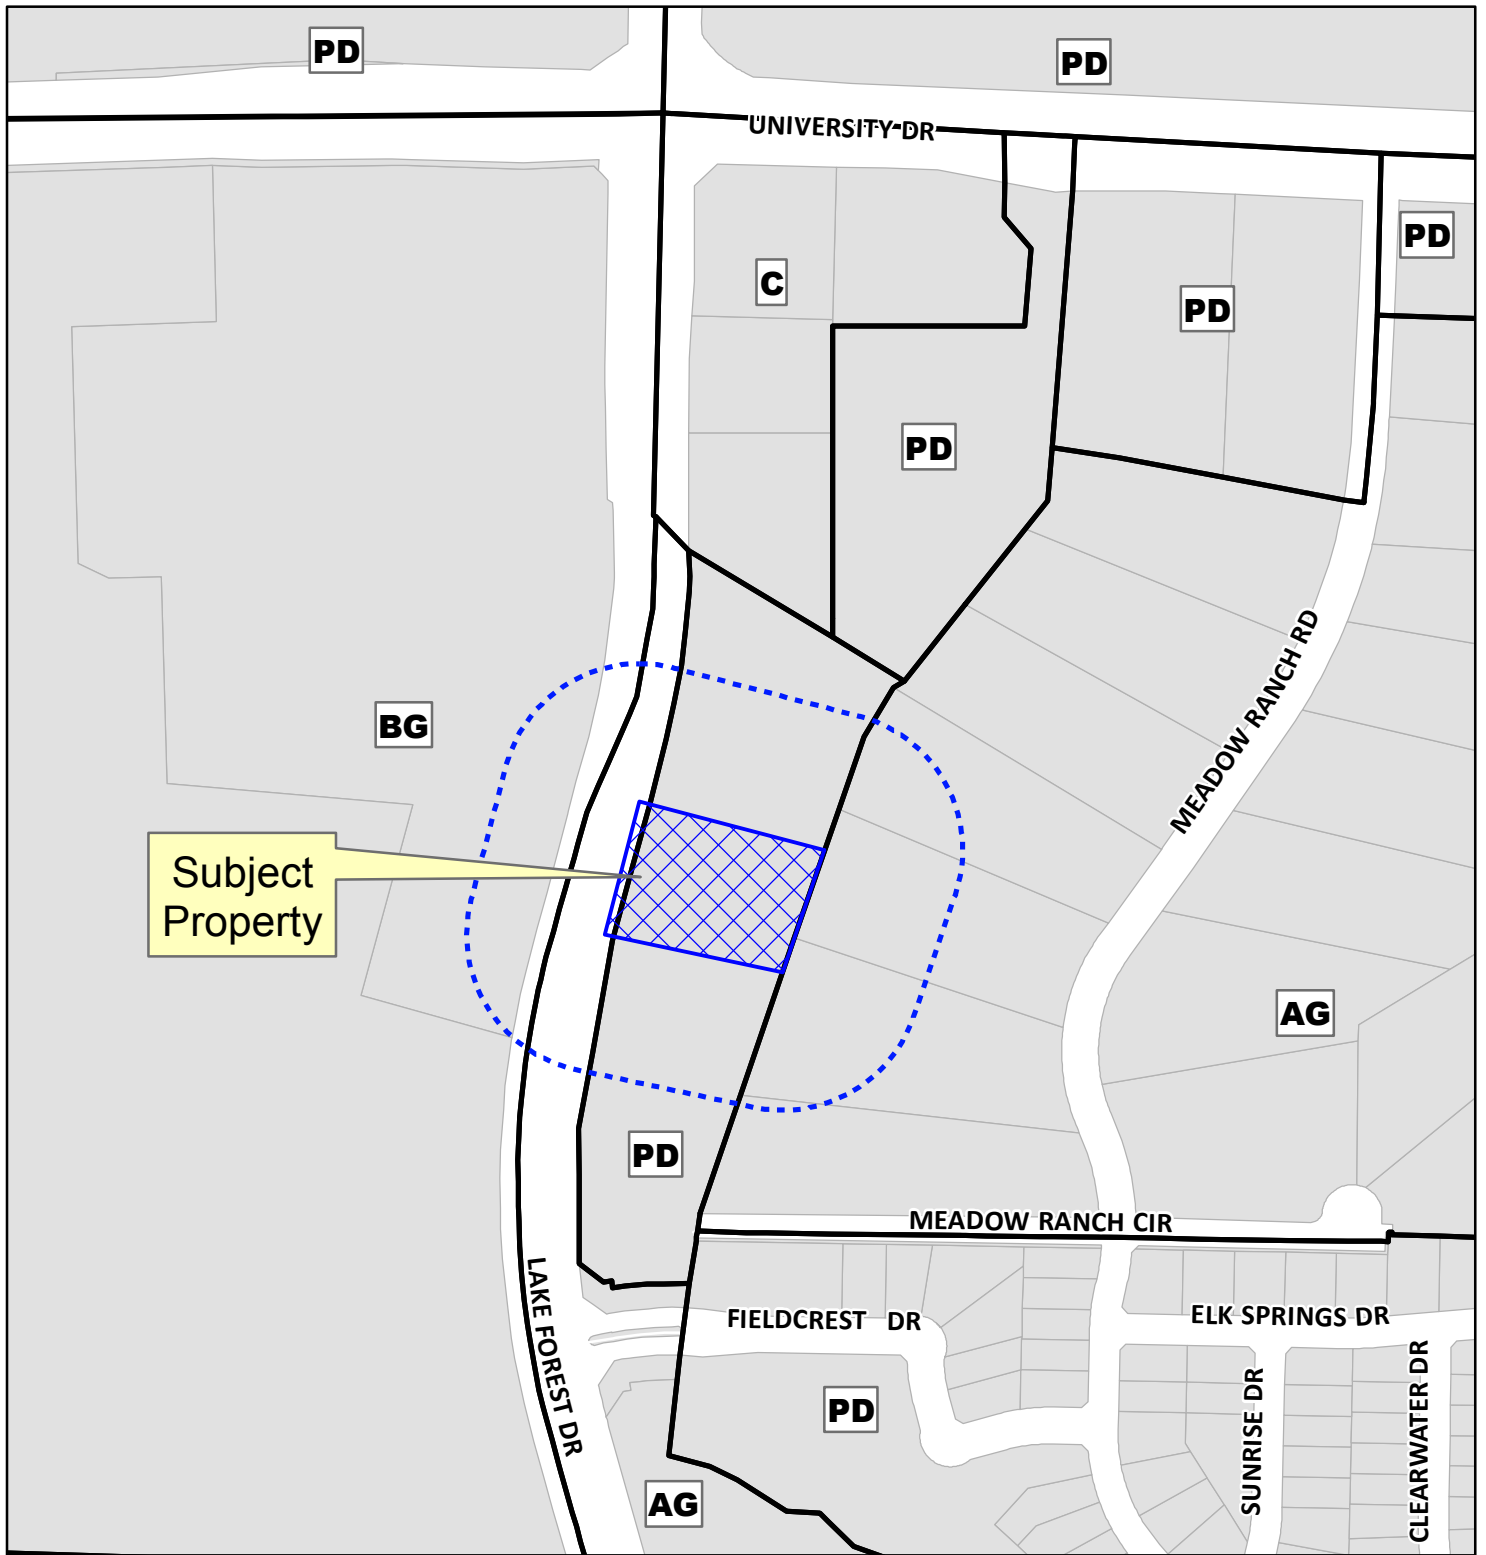 PD
PD
UNIVERSITY DR
PD
C
PD
PD
MEADOW RANCH RD
BG
Subject
Property
AG
PD
MEADOW RANCH CIR
LAKE FOREST DR
FIELDCREST DR
ELK SPRINGS DR
SUNRISE DR
CLEARWATER DR
PD
AG